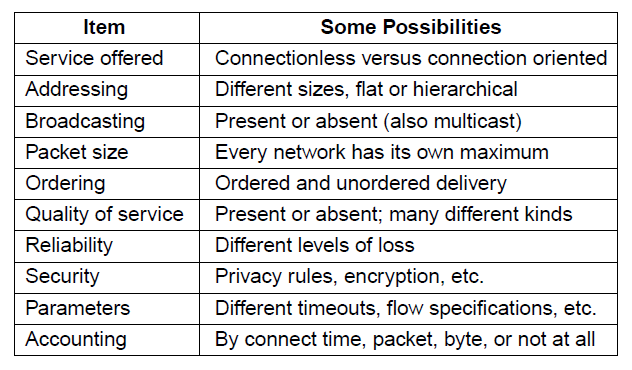 Item Some Possibilities
Service offered Connectionless versus connection oriented
Addressing Different sizes, flat or hierarchical
Broadcasting Present or absent (also multicast)
Packet size Every network has its own maximum
Ordering Ordered and unordered delivery
Quality of service Present or absent; many different kinds
Reliability Different levels of loss
Security Privacy rules, encryption, etc.
Parameters Different timeouts, flow specifications, etc.
Accounting By connect time, packet, byte, or not at all